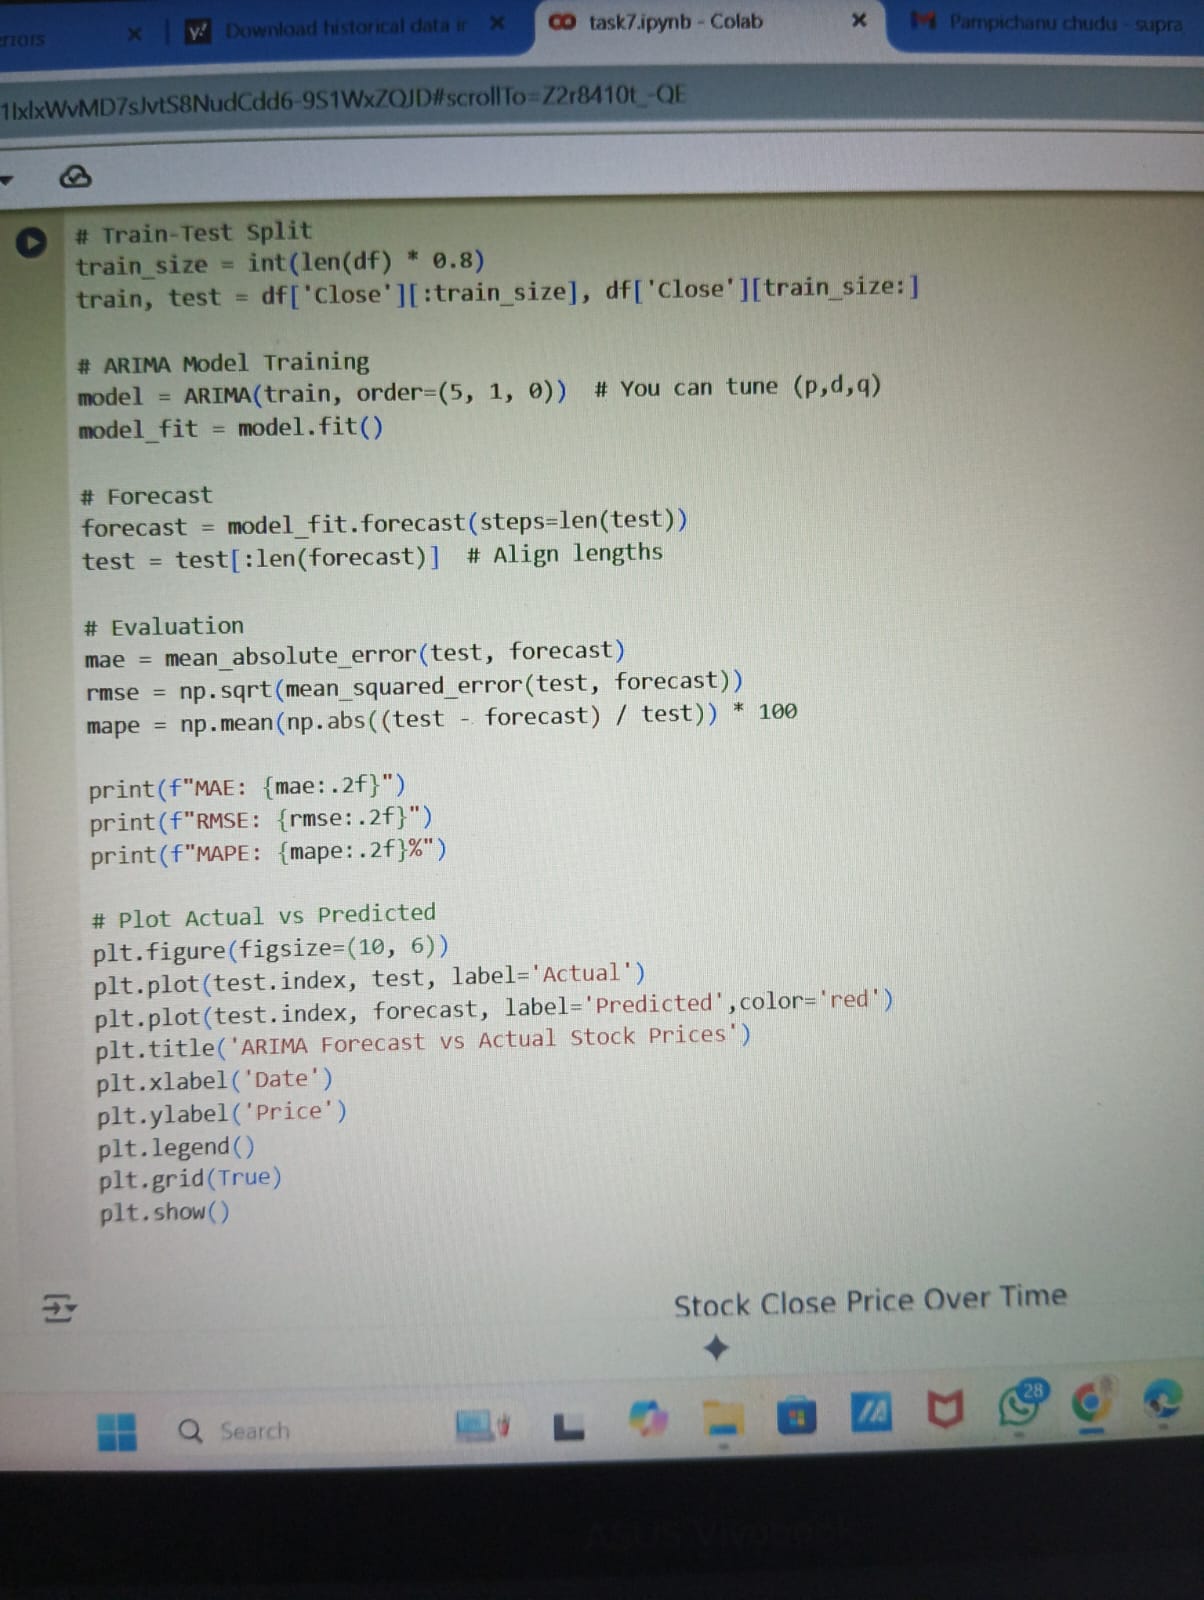 errors
Download historical data in
task7.ipynb - Colab
Pampichanu chudu - supra
1lxlxWvMD7sJvtS8NudCdd6-9S1WxZQJD#scrollTo=Z2r8410t_-QE
# Train-Test Split
train_size = int(len(df) * 0.8)
train, test = df['Close'][:train_size], df['Close'][train_size:]
# ARIMA Model Training
model = ARIMA(train, order=(5, 1, 0))  # You can tune (p,d,q)
model_fit = model.fit()
# Forecast
forecast = model_fit.forecast(steps=len(test))
test = test[:len(forecast)]  # Align lengths
# Evaluation
mae = mean_absolute_error(test, forecast)
rmse = np.sqrt(mean_squared_error(test, forecast))
mape = np.mean(np.abs((test - forecast) / test)) * 100
print(f"MAE: {mae:.2f}")
print(f"RMSE: {rmse:.2f}")
print(f"MAPE: {mape:.2f}%")
# Plot Actual vs Predicted
plt.figure(figsize=(10, 6))
plt.plot(test.index, test, label='Actual')
plt.plot(test.index, forecast, label='Predicted',color='red')
plt.title('ARIMA Forecast vs Actual Stock Prices')
plt.xlabel('Date')
plt.ylabel('Price')
plt.legend()
plt.grid(True)
plt.show()
Stock Close Price Over Time
Search
28
ASUS Vivobook